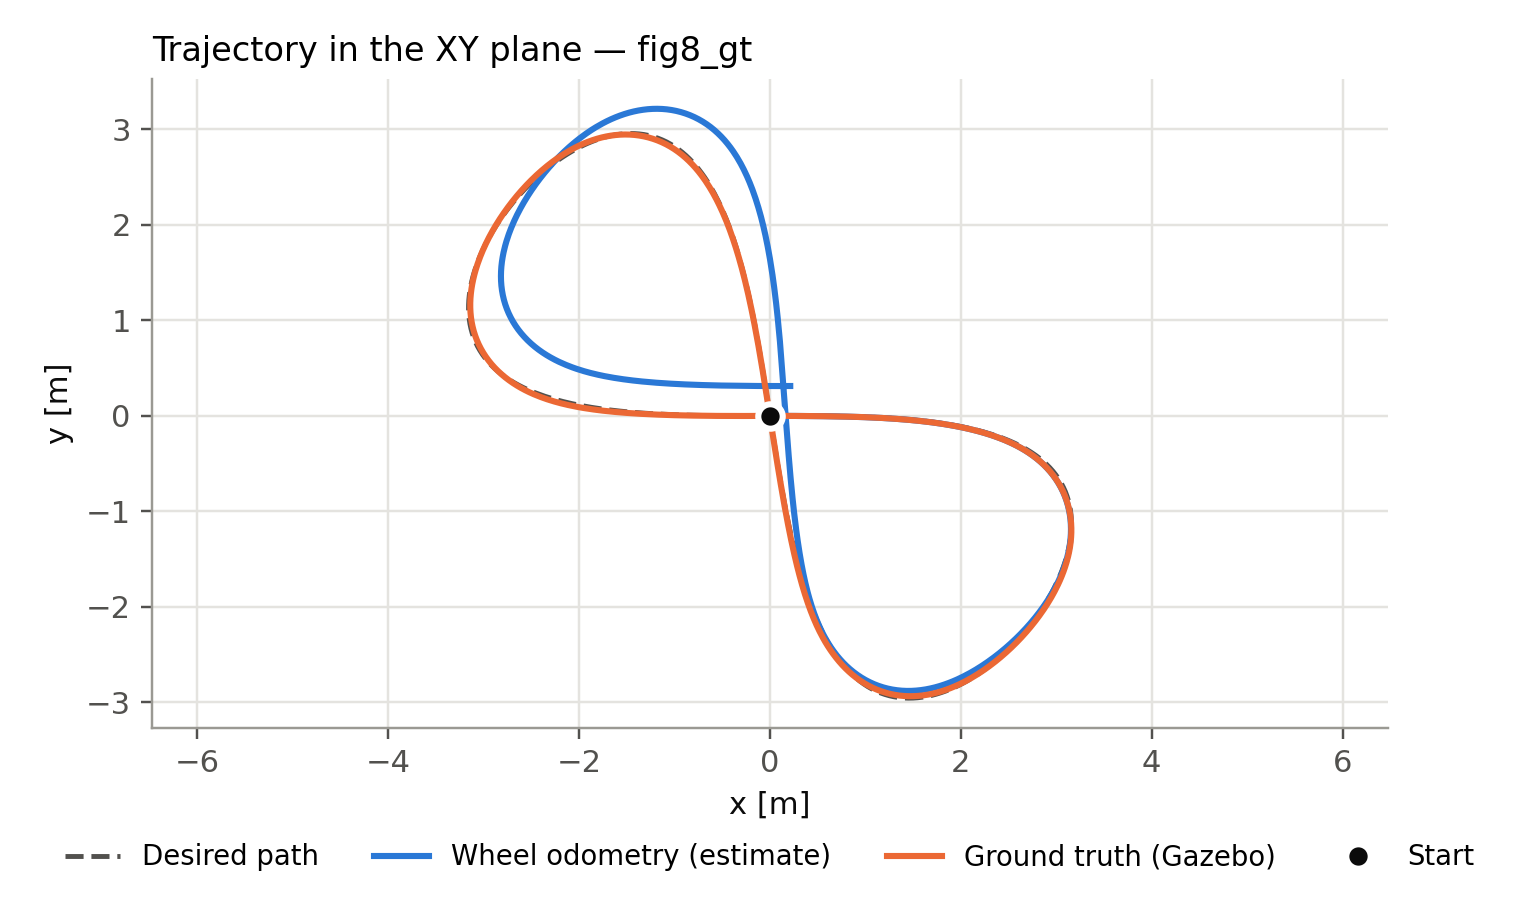 Trajectory in the XY plane — fig8_gt
3
2
1
0
−1
−2
−3
y [m]
−6 −4 −2 0 2 4 6
x [m]
Desired path Wheel odometry (estimate) Ground truth (Gazebo) Start